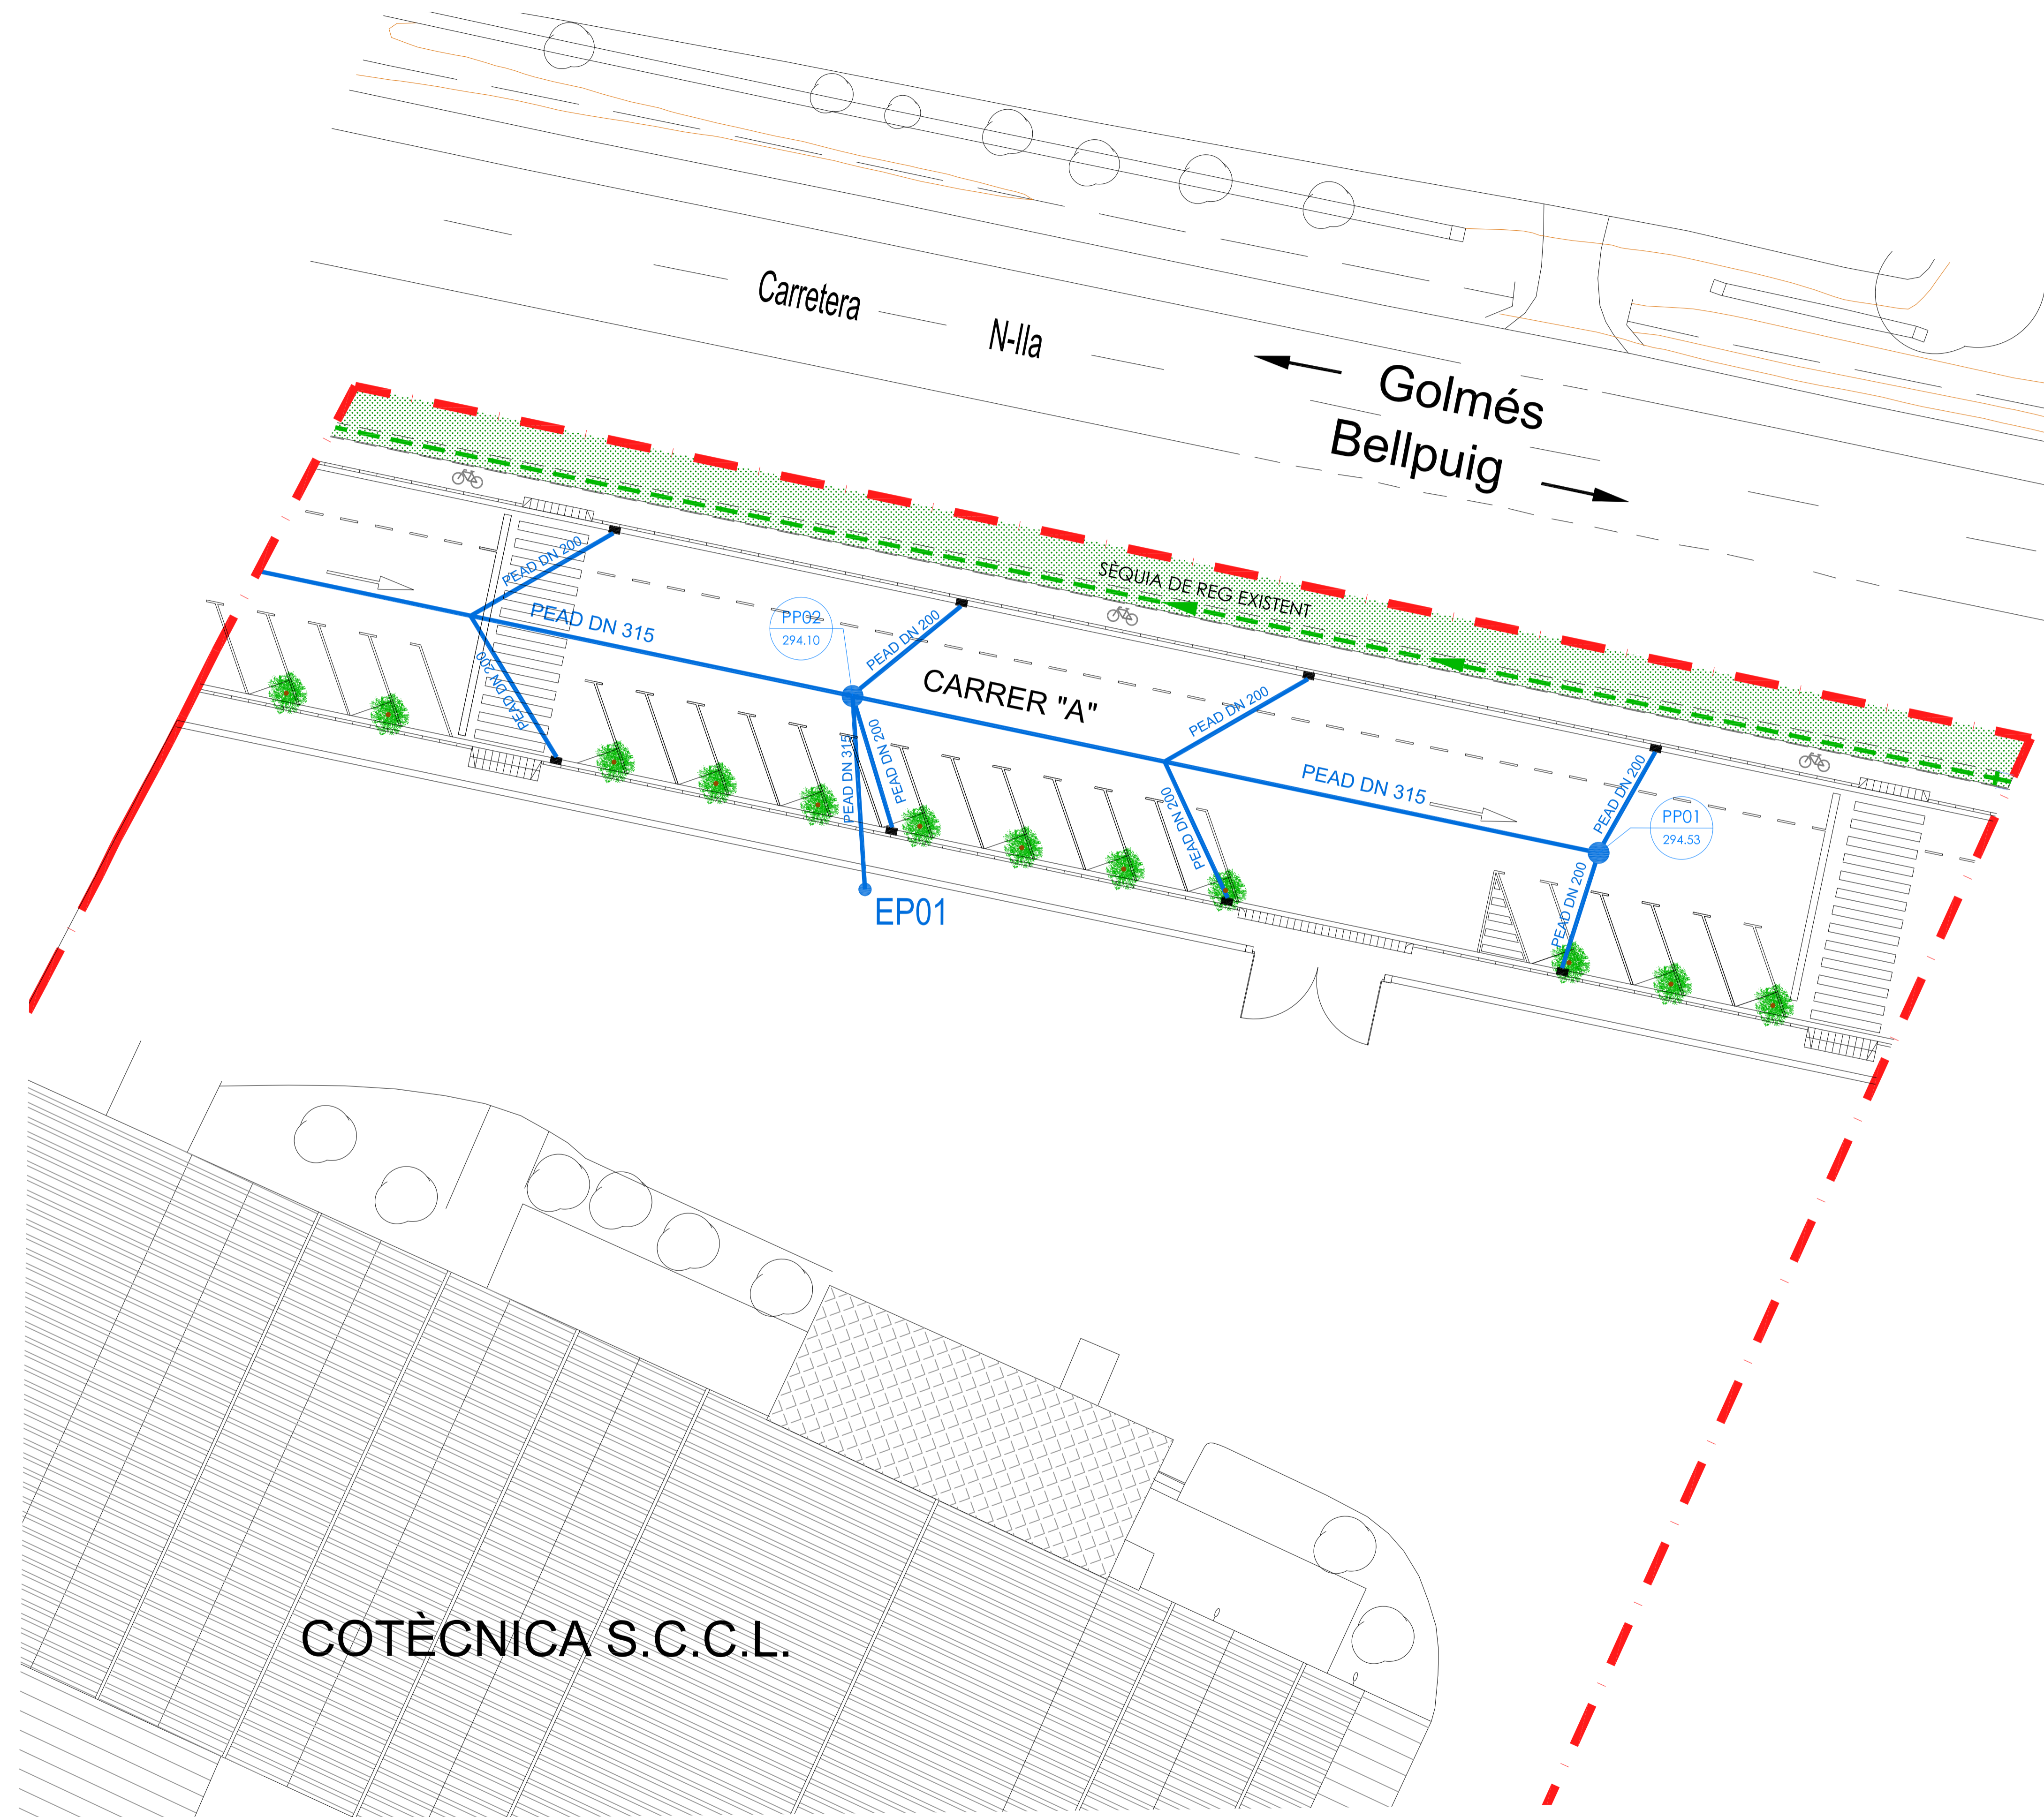 Carretera
N-IIa
Golmés
Bellpuig
SÈQUIA DE REG EXISTENT
PEAD DN 200
PEAD DN 315
PEAD DN 200
PP02
294.10
PEAD DN 200
CARRER "A"
PEAD DN 315
PEAD DN 200
EP01
PEAD DN 200
PEAD DN 200
PEAD DN 315
PEAD DN 200
PP01
294.53
PEAD DN 200
COTÈCNICA S.C.C.L.